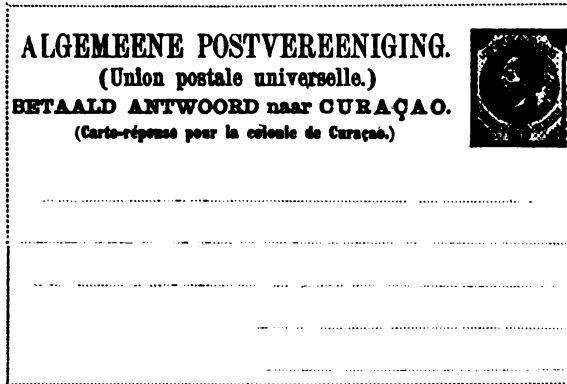 ALGEMEENE POSTVEREENIGING.
(Union postale universelle.)
BETAALD ANTWOORD naar CURAÇAO.
(Carte-réponse pour la colonie de Curaçao.)